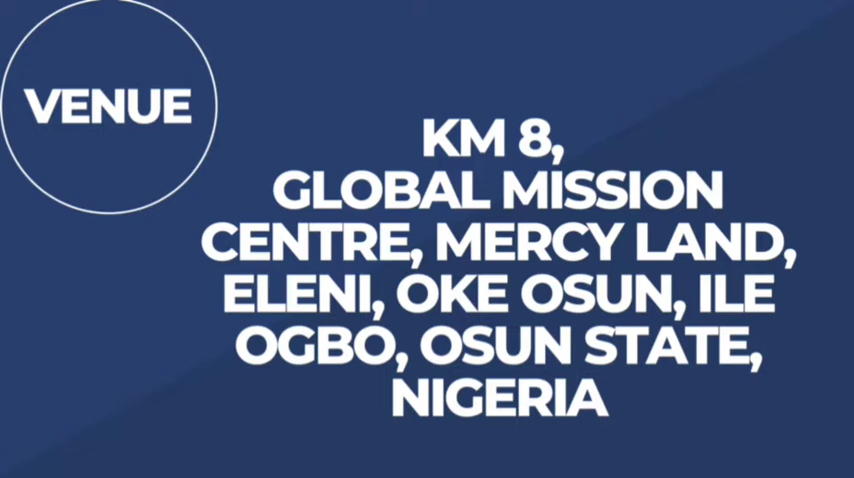 VENUE
KM 8,
GLOBAL MISSION
CENTRE, MERCY LAND,
ELENI, OKE OSUN, ILE
OGBO, OSUN STATE,
NIGERIA